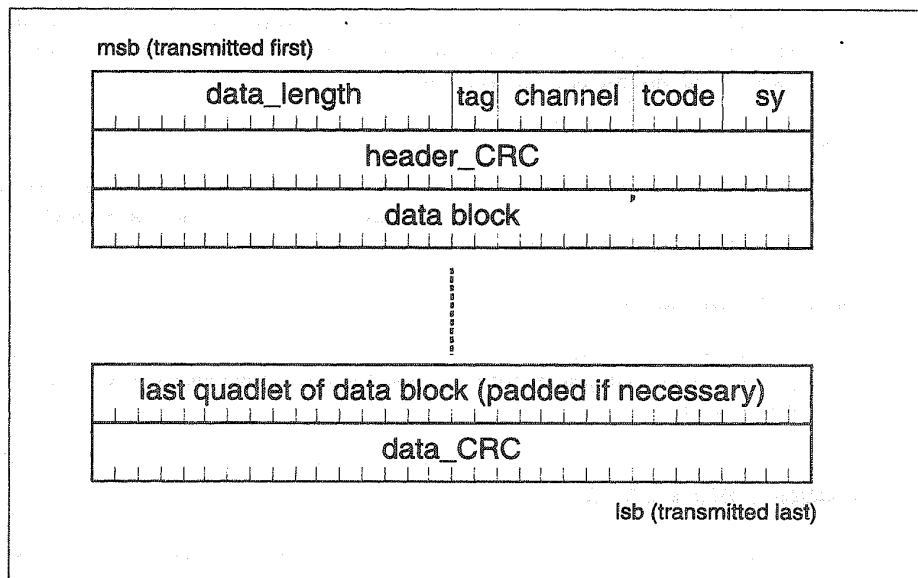 msb (transmitted first)
data_length tag channel tcode sy
header_CRC
data block
last quadlet of data block (padded if necessary)
data_CRC
lsb (transmitted last)